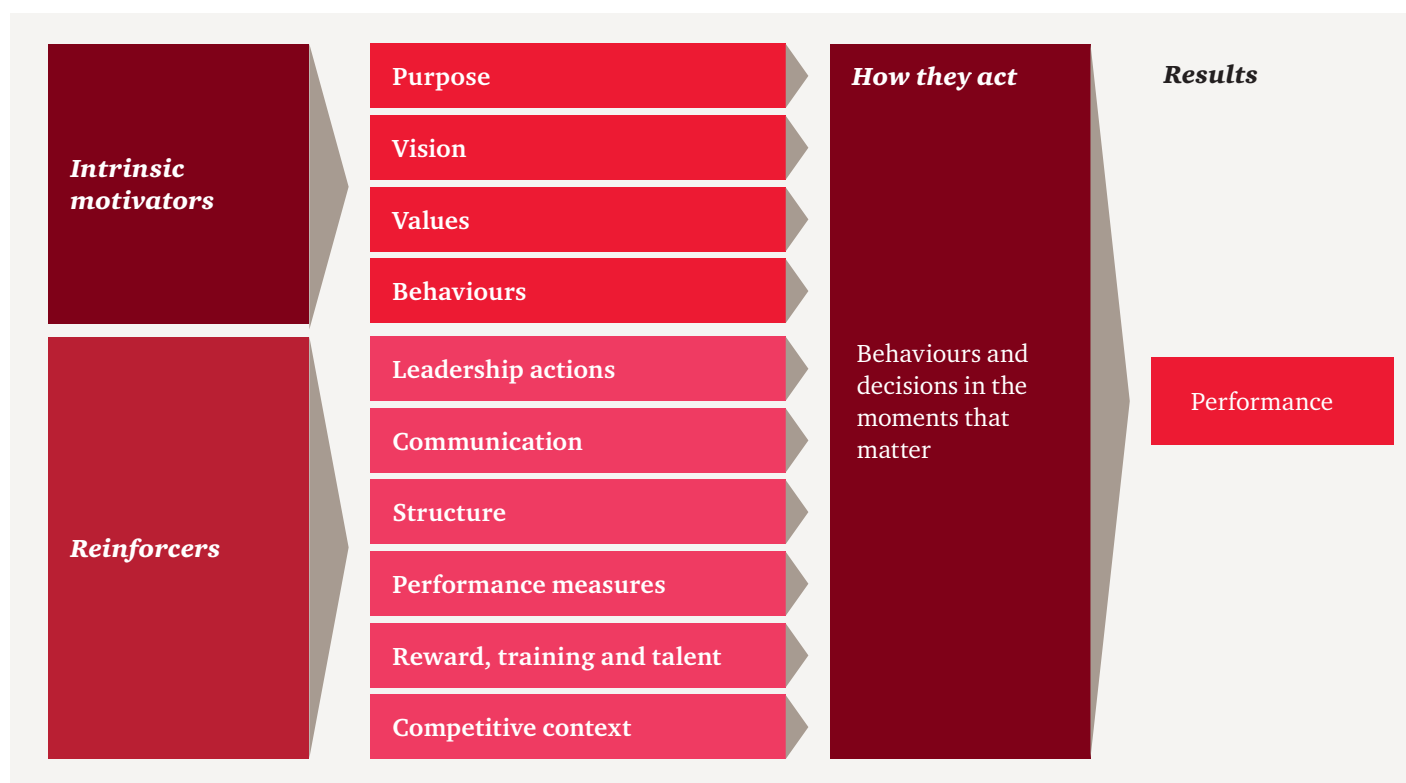 Intrinsic
motivators
Reinforcers
Purpose
Vision
Values
Behaviours
Leadership actions
Communication
Structure
Performance measures
Reward, training and talent
Competitive context
How they act
Behaviours and
decisions in the
moments that
matter
Results
Performance